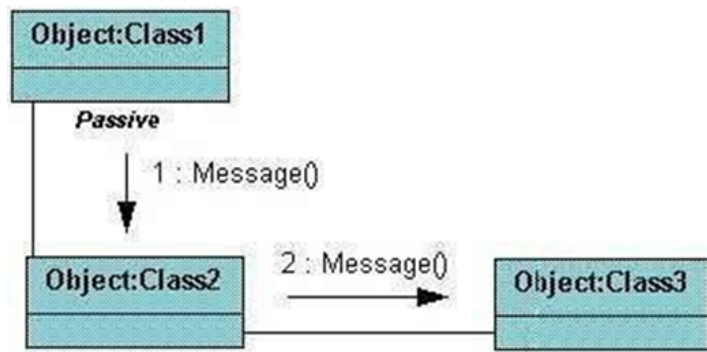 Object:Class1
Passive
1 : Message()
Object:Class2
2 : Message()
Object:Class3